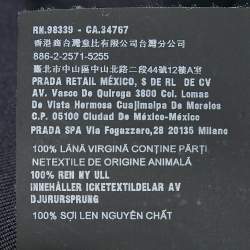 RN.98339 - CA.34767
香港商台灣普比有限公司台灣分公司
886-2-2571-5255
臺北市中山區中山北路二段44號12樓A室
PRADA RETAIL MÉXICO, S DE RL DE CV
AV. Vasco De Quiroga 3800 Col. Lomas
De Vista Hermosa Cuajimalpa De Morelos
C.P. 05109 Ciudad De México-México
PRADA SPA Via Fogazzaro,28 20135 Milano
100% LÂNĂ VIRGINĂ CONȚINE PĂRȚI
NETEXTILE DE ORIGINE ANIMALĂ
100% REN NY ULL
INNEHÅLLER ICKETEXTILDELAR AV
DJURURSPRUNG
100% SỢI LEN NGUYÊN CHẤT